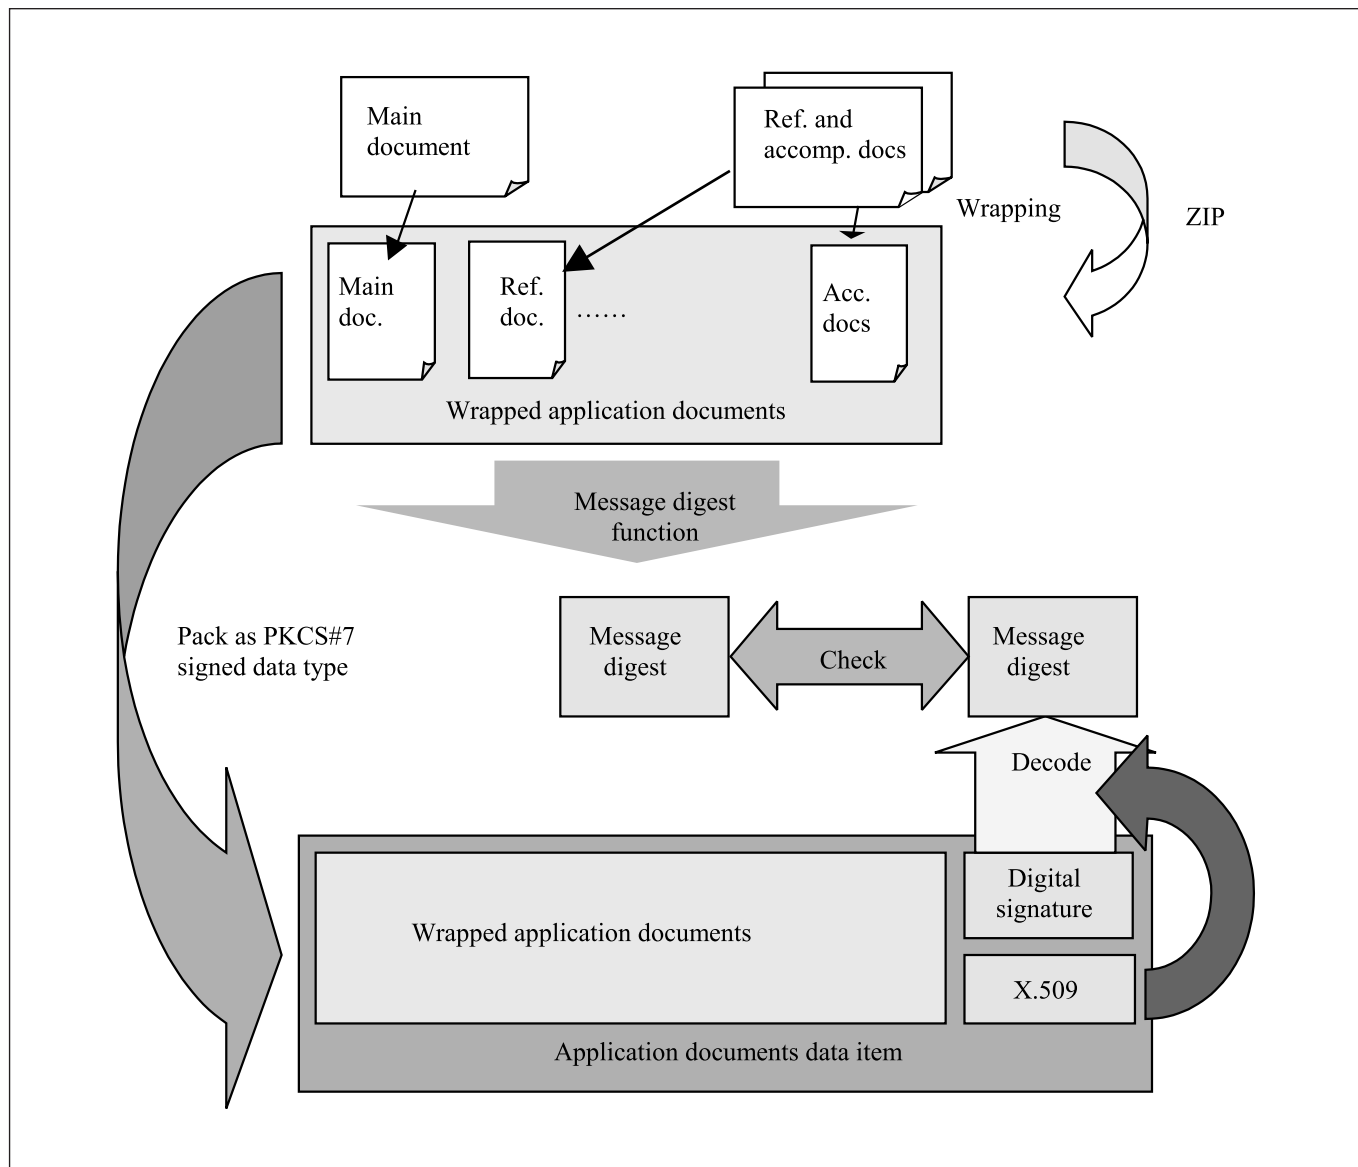 Main
document
Ref. and
accomp. docs
Wrapping
ZIP
Main
doc.
Ref.
doc.
......
Acc.
docs
Wrapped application documents
Message digest
function
Pack as PKCS#7
signed data type
Message
digest
Check
Message
digest
Decode
Digital
signature
Wrapped application documents
X.509
Application documents data item